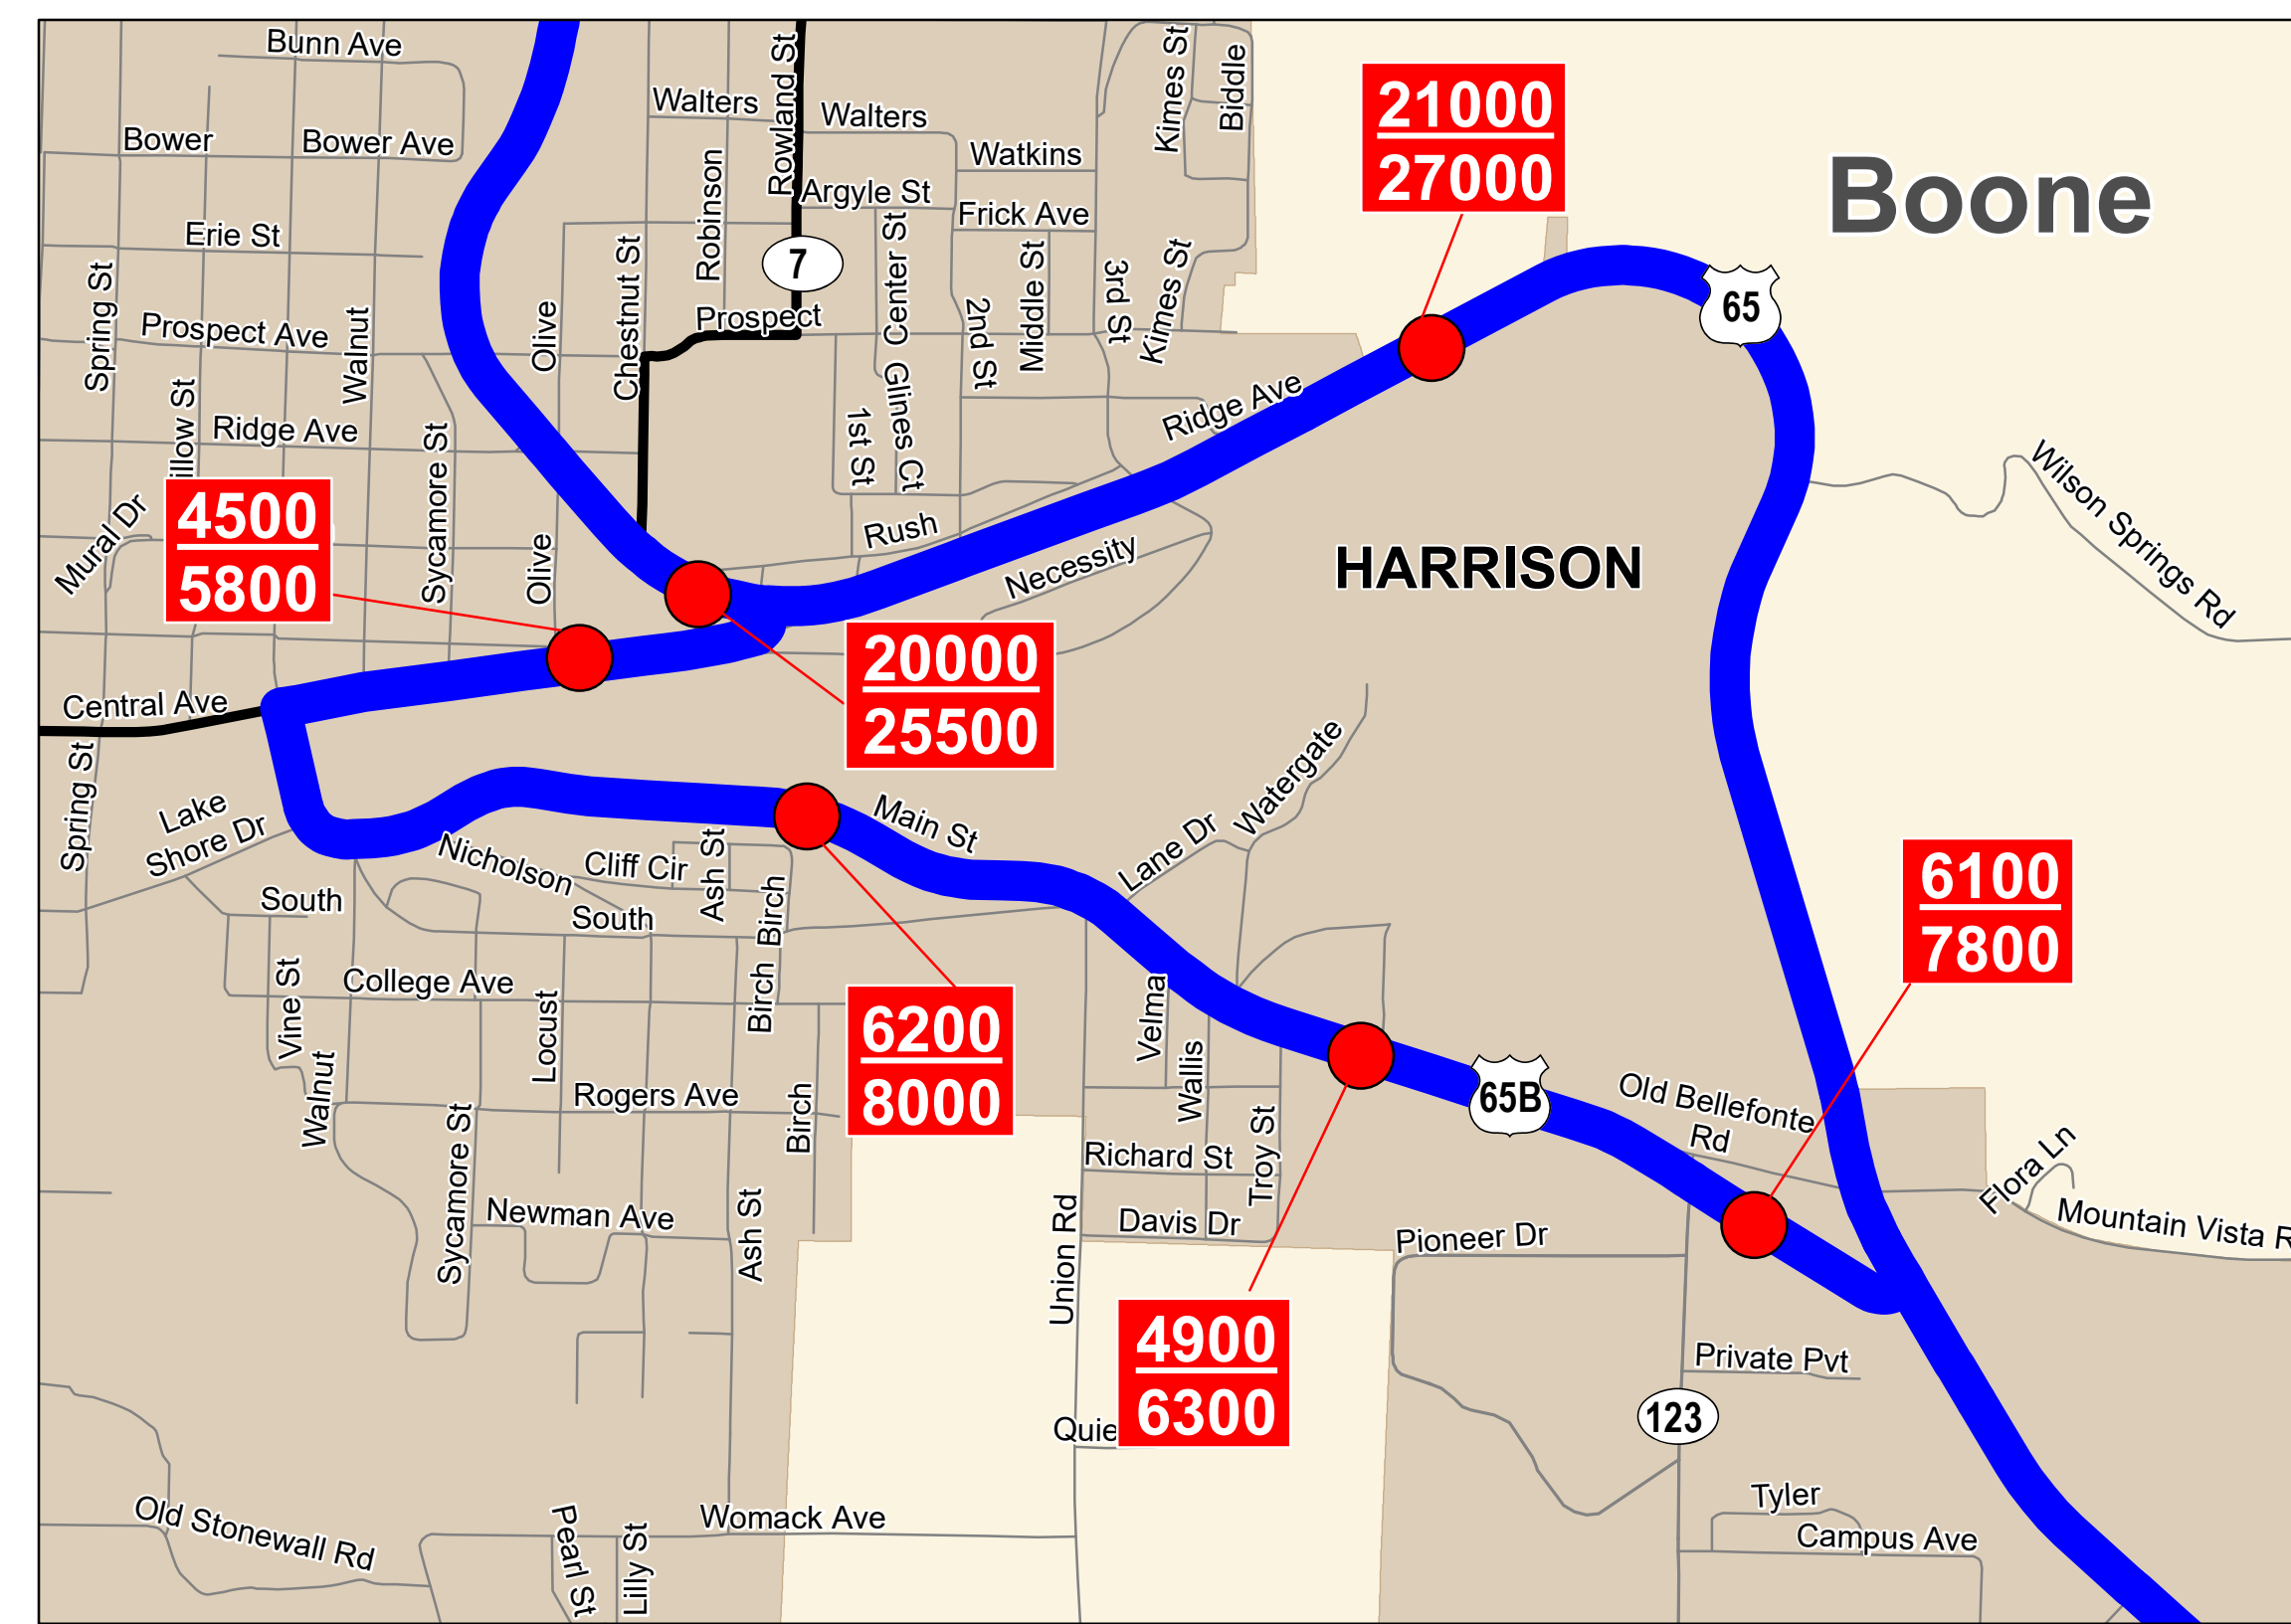 Bunn Ave
Bower
Bower Ave
Erie St
Spring St
Prospect Ave
Walnut
Olive
Chestnut St
Robinson
Rowland St
Walters
Walters
Watkins
Argyle St
Frick Ave
Kimes St
Biddle
7
Prospect
Center St
Glines Ct
2nd St
Middle St
3rd St
Kimes St
21000
27000
Boone
65
Ridge Ave
illow St
Ridge Ave
Sycamore St
1st St
Rush
Necessity
HARRISON
Wilson Springs Rd
Mural Dr
4500
5800
Olive
20000
25500
Central Ave
Spring St
Lake
Shore Dr
Nicholson
Cliff Cir
Ash St
Main St
Lane Dr
Watergate
South
South
Birch
6100
7800
College Ave
Vine St
Locust
Birch
6200
8000
Velma
Wallis
65B
Old Bellefonte
Rd
Walnut
Rogers Ave
Birch
Richard St
Troy St
Flora Ln
Mountain Vista R
Sycamore St
Newman Ave
Ash St
Union Rd
Davis Dr
Pioneer Dr
4900
6300
Private Pvt
Quie
123
Old Stonewall Rd
Pearl St
Lilly St
Womack Ave
Tyler
Campus Ave